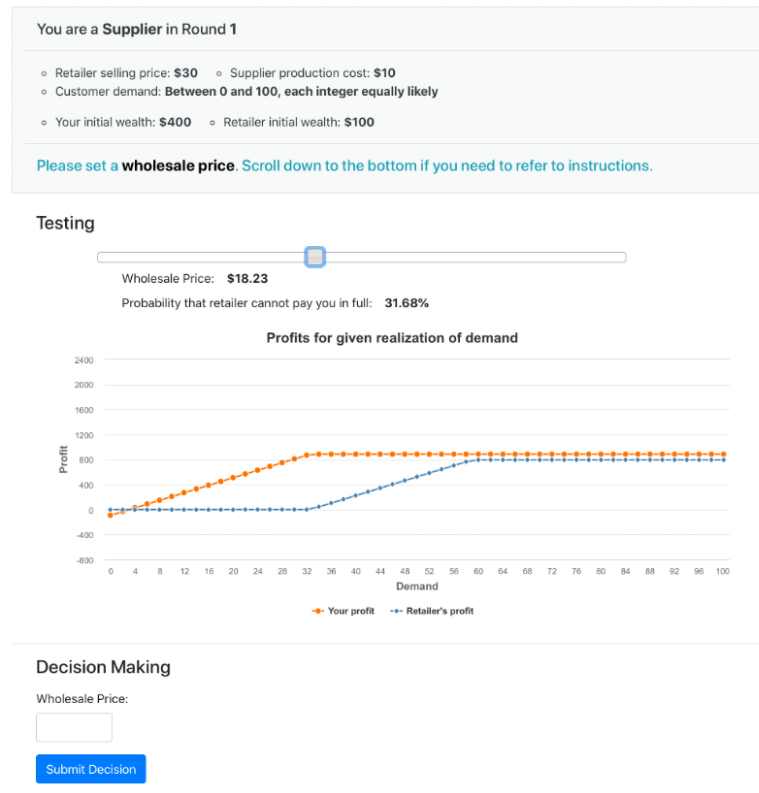 You are a Supplier in Round 1
Retailer selling price: $30 Supplier production cost: $10
Customer demand: Between 0 and 100, each integer equally likely
Your initial wealth: $400 Retailer initial wealth: $100
Please set a wholesale price. Scroll down to the bottom if you need to refer to instructions.
Testing
Wholesale Price: $18.23
Probability that retailer cannot pay you in full: 31.68%
Profits for given realization of demand
2400
2000
1600
1200
800
400
0
-400
-800
Profit
0 4 8 12 16 20 24 28 32 36 40 44 48 52 56 60 64 68 72 76 80 84 88 92 96 100
Demand
Your profit Retailer's profit
Decision Making
Wholesale Price:
Submit Decision